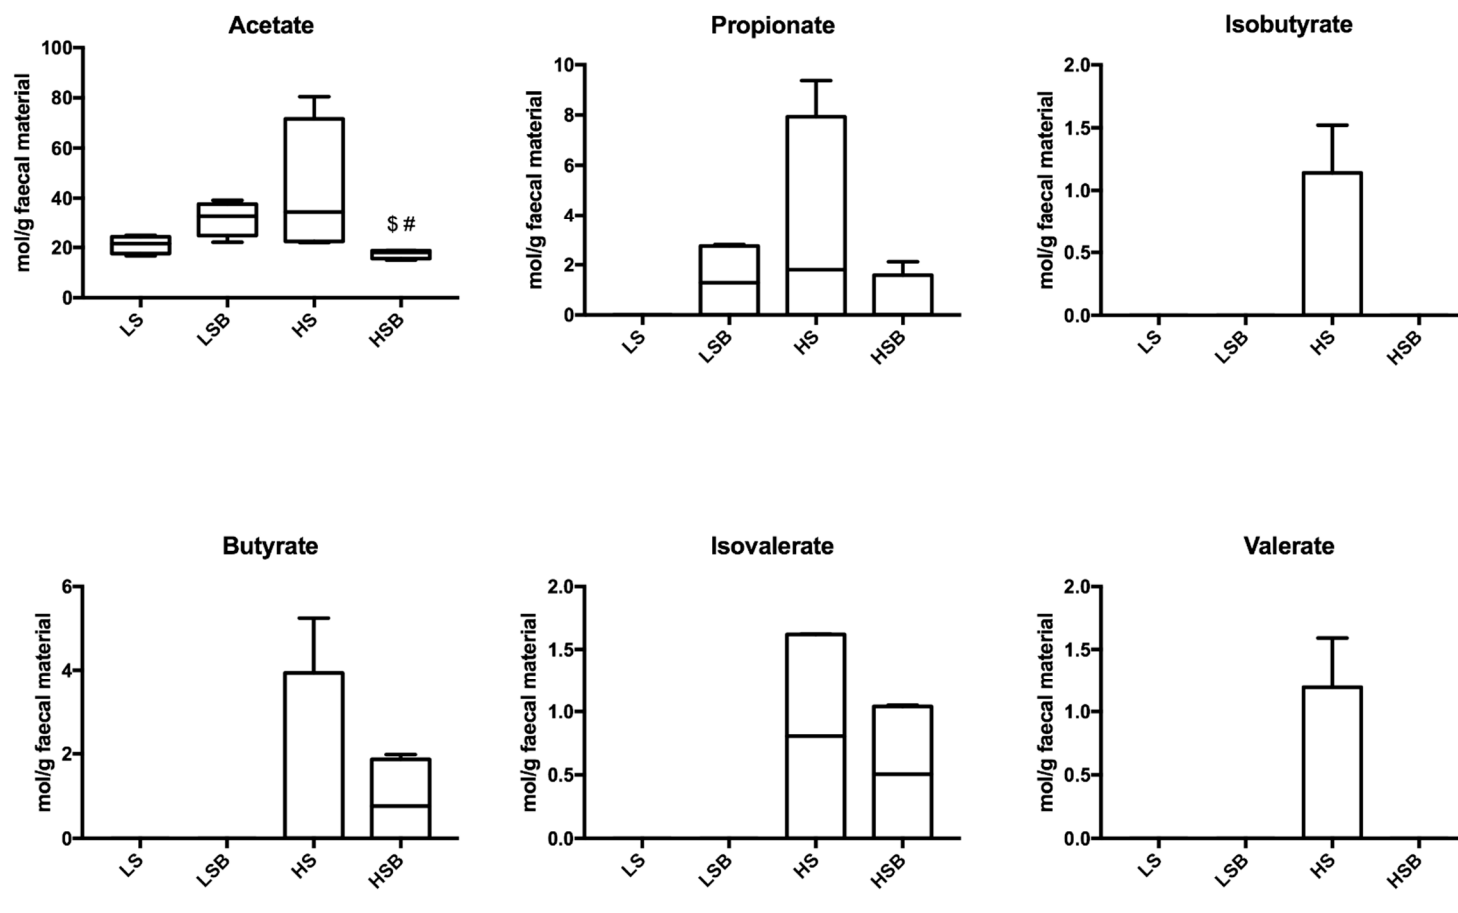 Acetate
mol/g faecal material
100
80
60
40
20
0
$ #
LS
LSB
HS
HSB
Propionate
mol/g faecal material
10
8
6
4
2
0
LS
LSB
HS
HSB
Isobutyrate
mol/g faecal material
2.0
1.5
1.0
0.5
0.0
LS
LSB
HS
HSB
Butyrate
mol/g faecal material
6
4
2
0
LS
LSB
HS
HSB
Isovalerate
mol/g faecal material
2.0
1.5
1.0
0.5
0.0
LS
LSB
HS
HSB
Valerate
mol/g faecal material
2.0
1.5
1.0
0.5
0.0
LS
LSB
HS
HSB